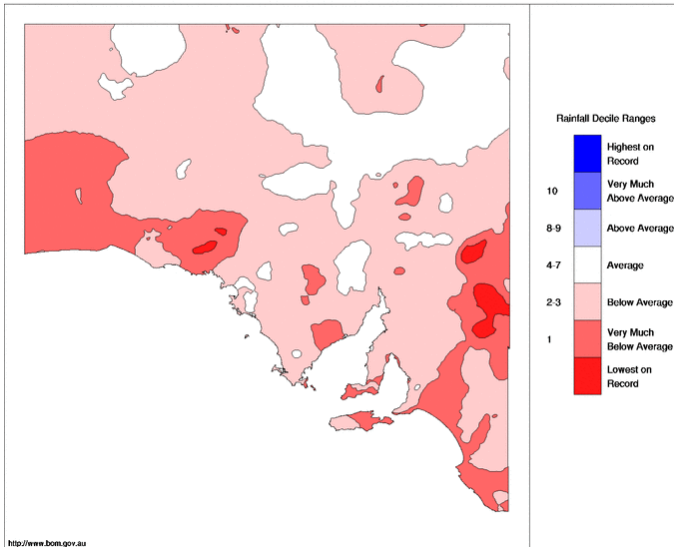 Rainfall Decile Ranges
Highest on
Record
10 Very Much
Above Average
8-9 Above Average
4-7 Average
2-3 Below Average
1 Very Much
Below Average
Lowest on
Record
http://www.bom.gov.au